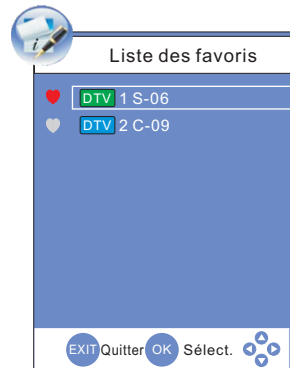 Liste des favoris
DTV 1 S-06
DTV 2 C-09
EXIT Quitter OK Sélect.